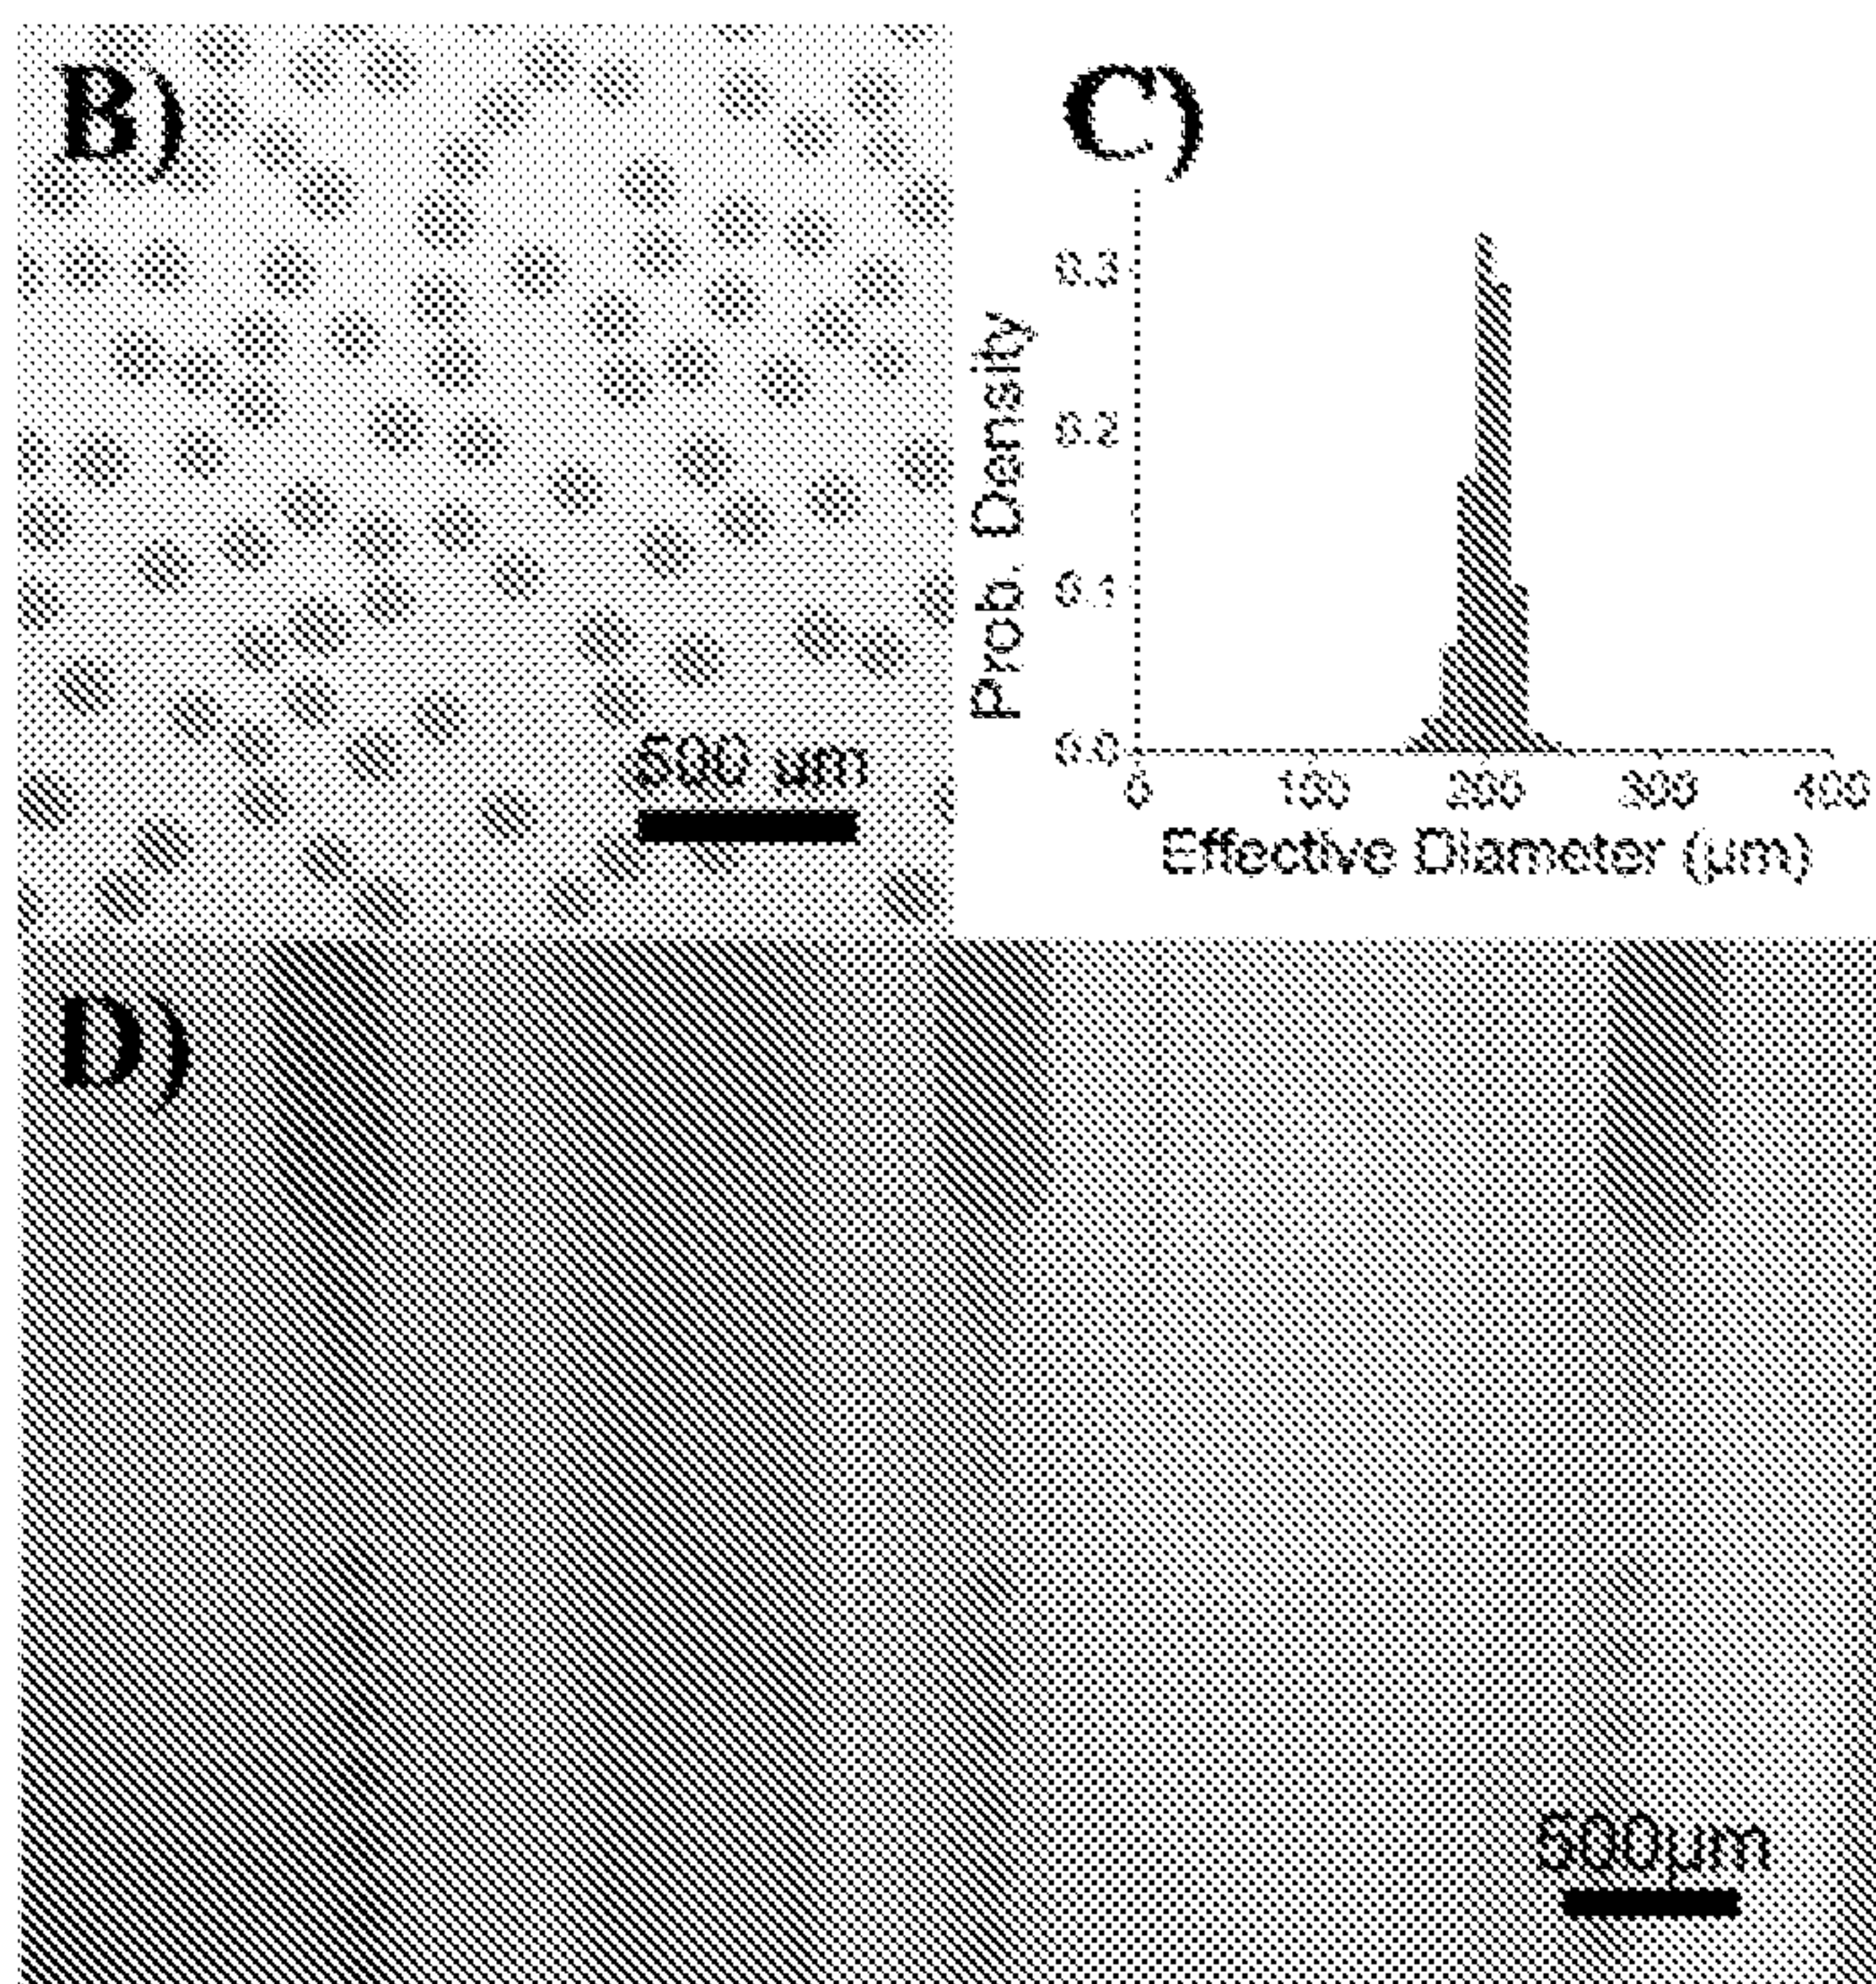 B)
500 µm
C)
Prob. Density
0.3
0.2
0.1
0.0
0 100 200 300 400
Effective Diameter (µm)
D)
500µm